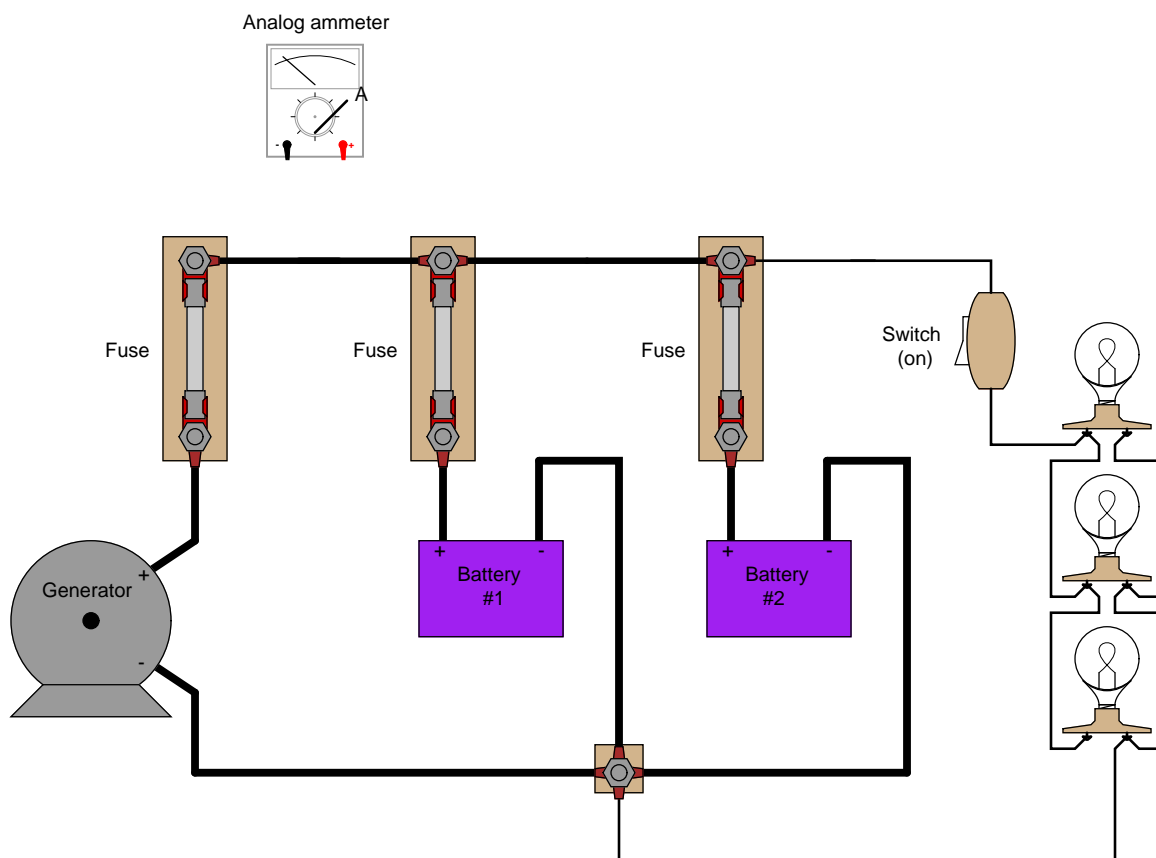 Analog ammeter
A
- +
Fuse
Fuse
Fuse
Switch
(on)
+ -
+ -
Generator
+
-
Battery
#1
Battery
#2